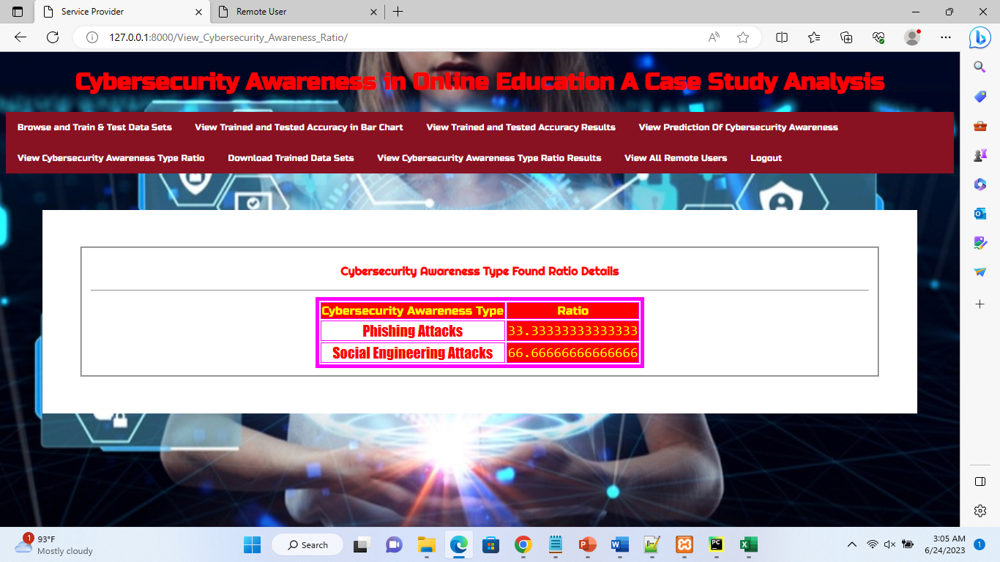 Service Provider
Remote User
127.0.0.1:8000/View_Cybersecurity_Awareness_Ratio/
Cybersecurity Awareness in Online Education A Case Study Analysis
Browse and Train & Test Data Sets View Trained and Tested Accuracy in Bar Chart View Trained and Tested Accuracy Results View Prediction Of Cybersecurity Awareness
View Cybersecurity Awareness Type Ratio Download Trained Data Sets View Cybersecurity Awareness Type Ratio Results View All Remote Users Logout
Cybersecurity Awareness Type Found Ratio Details
Cybersecurity Awareness Type Ratio
Phishing Attacks 33.33333333333333
Social Engineering Attacks 66.66666666666666
1
93°F
Mostly cloudy
Search
3:05 AM
6/24/2023
1